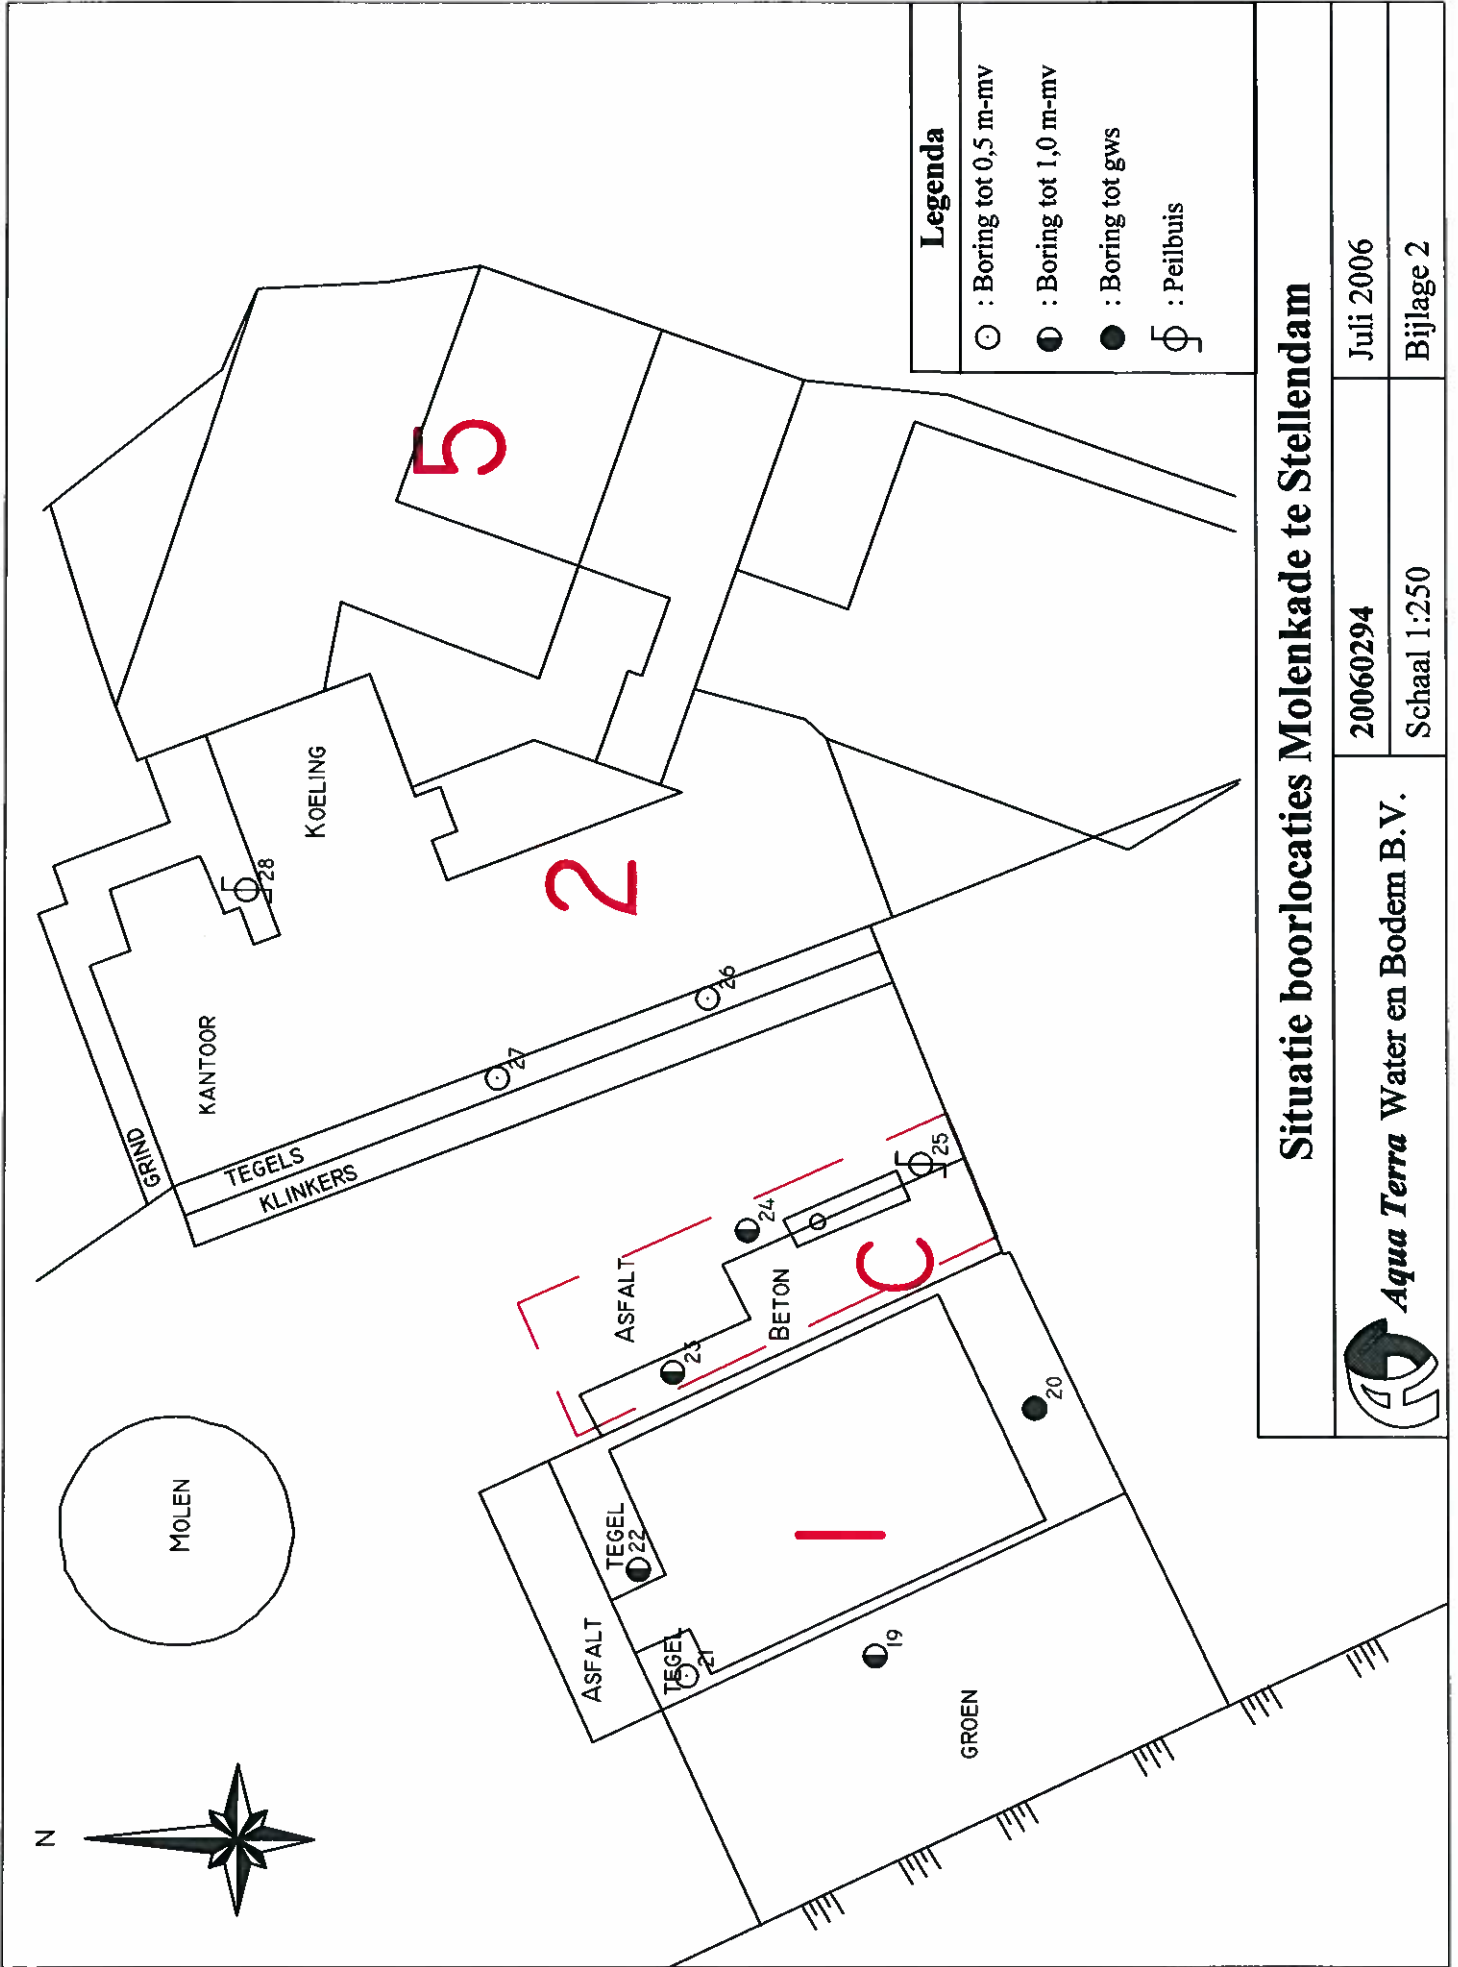 N
MOLEN
GRIND
KANTOOR
KOELING
28
TEGELS
KLINKERS
27
26
2
5
ASFALT
24
25
23
BETON
C
ASFALT
TEGEL
22
TEGEL
21
1
20
19
GROEN
Legenda
: Boring tot 0,5 m-mv
: Boring tot 1,0 m-mv
: Boring tot gws
: Peilbuis
Situatie boorlocaties Molenkade te Stellendam
Aqua Terra Water en Bodem B.V.
20060294
Juli 2006
Schaal 1:250
Bijlage 2